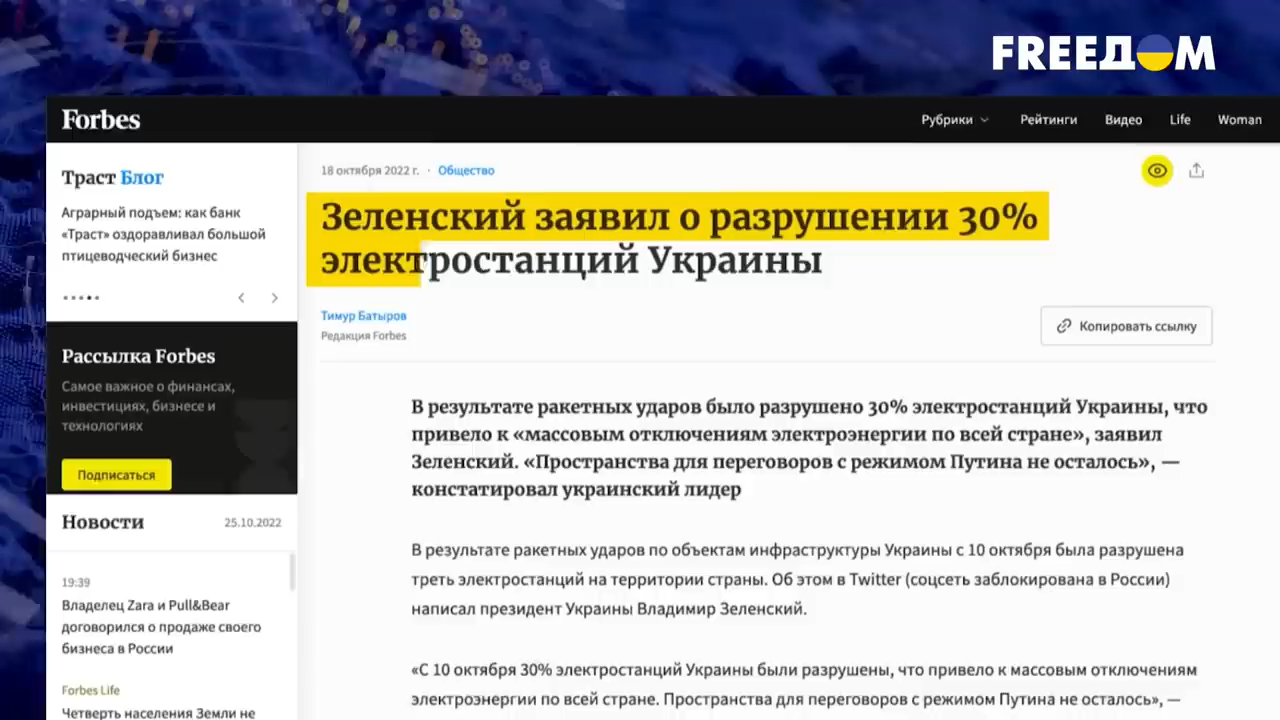 FREEДOM
Forbes
Рубрики
Рейтинги
Видео
Life
Woman
Траст Блог
Аграрный подъем: как банк
«Траст» оздоравливал большой
птицеводческий бизнес
Рассылка Forbes
Самое важное о финансах,
инвестициях, бизнесе и
технологиях
Подписаться
Новости
25.10.2022
19:39
Владелец Zara и Pull&Bear
договорился о продаже своего
бизнеса в России
Forbes Life
Четверть населения Земли не
18 октября 2022 г. · Общество
Зеленский заявил о разрушении 30%
электростанций Украины
Тимур Батыров
Редакция Forbes
Копировать ссылку
В результате ракетных ударов было разрушено 30% электростанций Украины, что
привело к «массовым отключениям электроэнергии по всей стране», заявил
Зеленский. «Пространства для переговоров с режимом Путина не осталось», —
констатировал украинский лидер
В результате ракетных ударов по объектам инфраструктуры Украины с 10 октября была разрушена
треть электростанций на территории страны. Об этом в Twitter (соцсеть заблокирована в России)
написал президент Украины Владимир Зеленский.
«С 10 октября 30% электростанций Украины были разрушены, что привело к массовым отключениям
электроэнергии по всей стране. Пространства для переговоров с режимом Путина не осталось», —